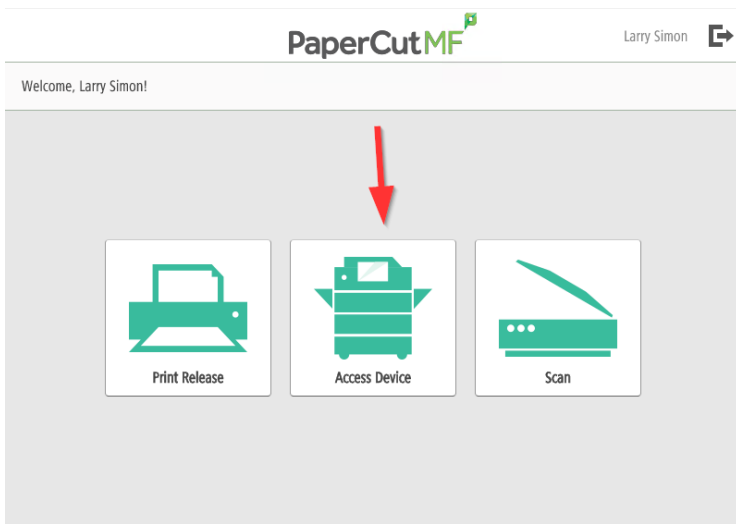 PaperCutMF
Larry Simon
Welcome, Larry Simon!
Print Release
Access Device
Scan